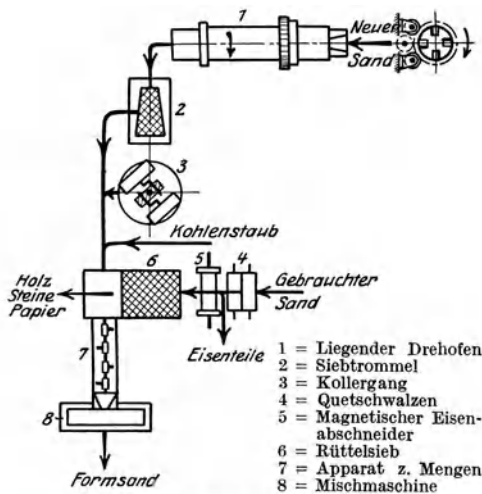 1
Neuer
Sand
2
3
Kohlenstaub
6
5
4
Gebrauchter
Sand
Holz
Steine
Papier
Eisenteile
7
8
Formsand
1 = Liegender Drehofen
2 = Siebtrommel
3 = Kollergang
4 = Quetschwalzen
5 = Magnetischer Eisen-
abschneider
6 = Rüttelsieb
7 = Apparat z. Mengen
8 = Mischmaschine